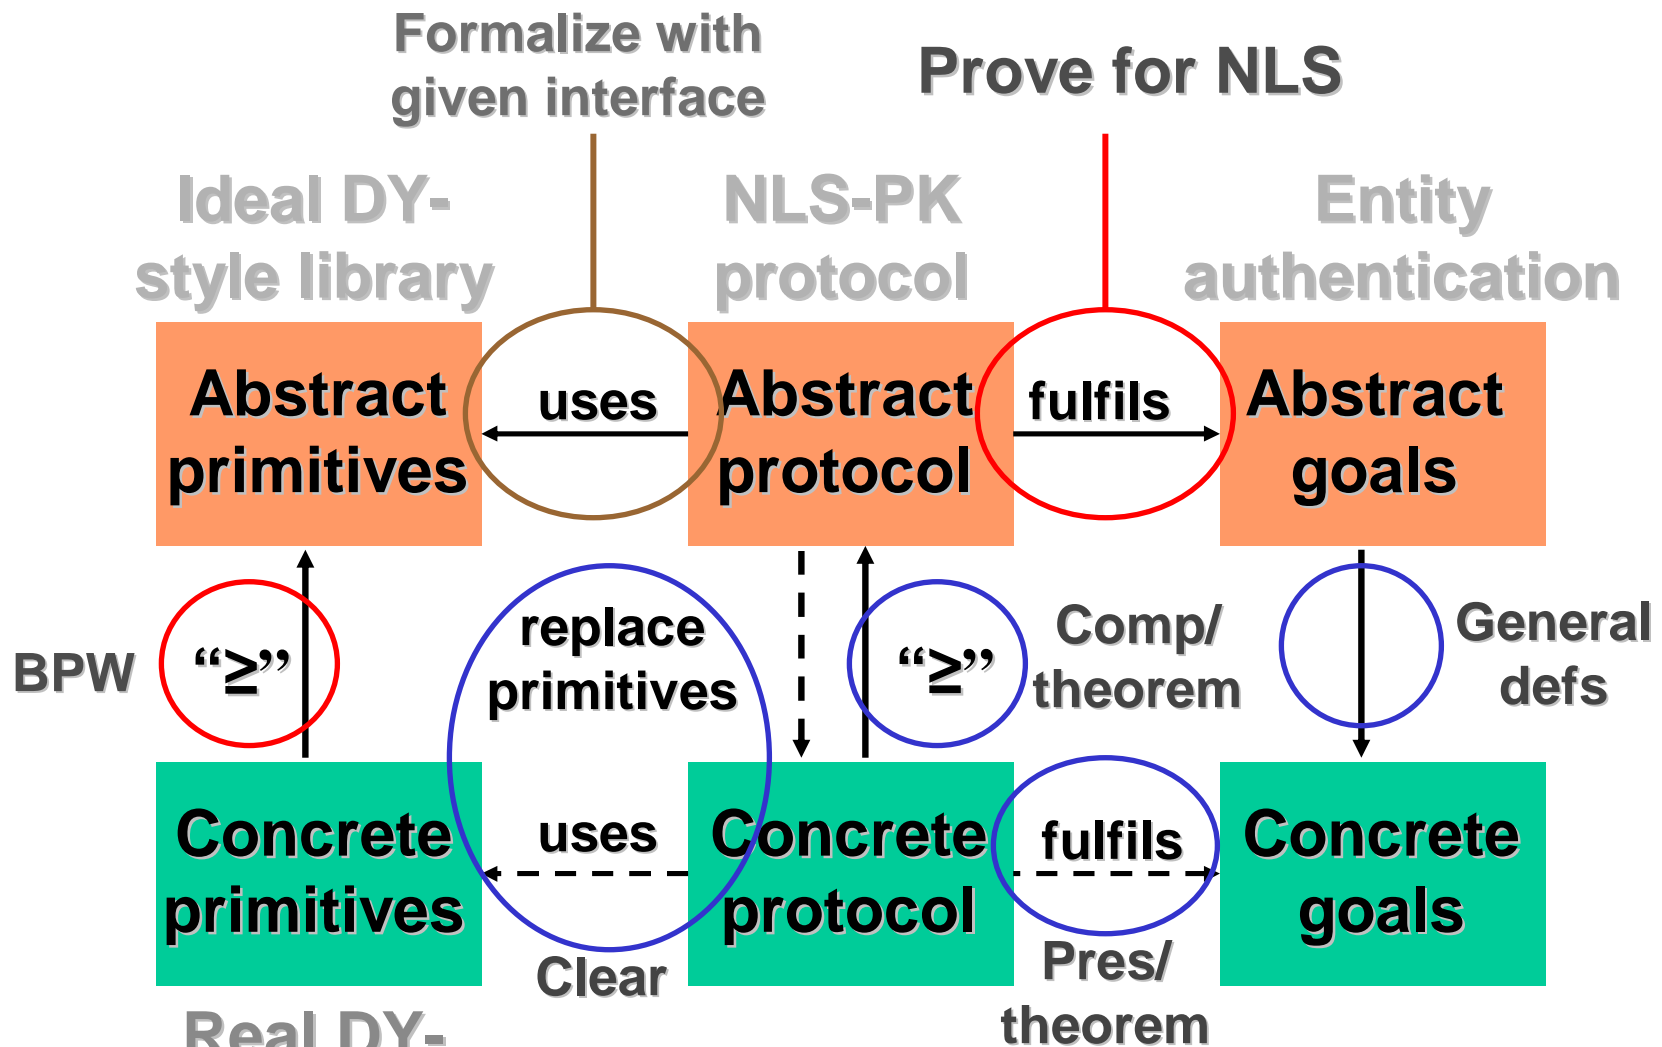 Formalize with
given interface
Prove for NLS
Ideal DY-
style library
NLS-PK
protocol
Entity
authentication
Abstract
primitives
uses
Abstract
protocol
fulfils
Abstract
goals
BPW
“≥”
replace
primitives
“≥”
Comp/
theorem
General
defs
Concrete
primitives
uses
Concrete
protocol
fulfils
Concrete
goals
Clear
Pres/
theorem
Real DY-